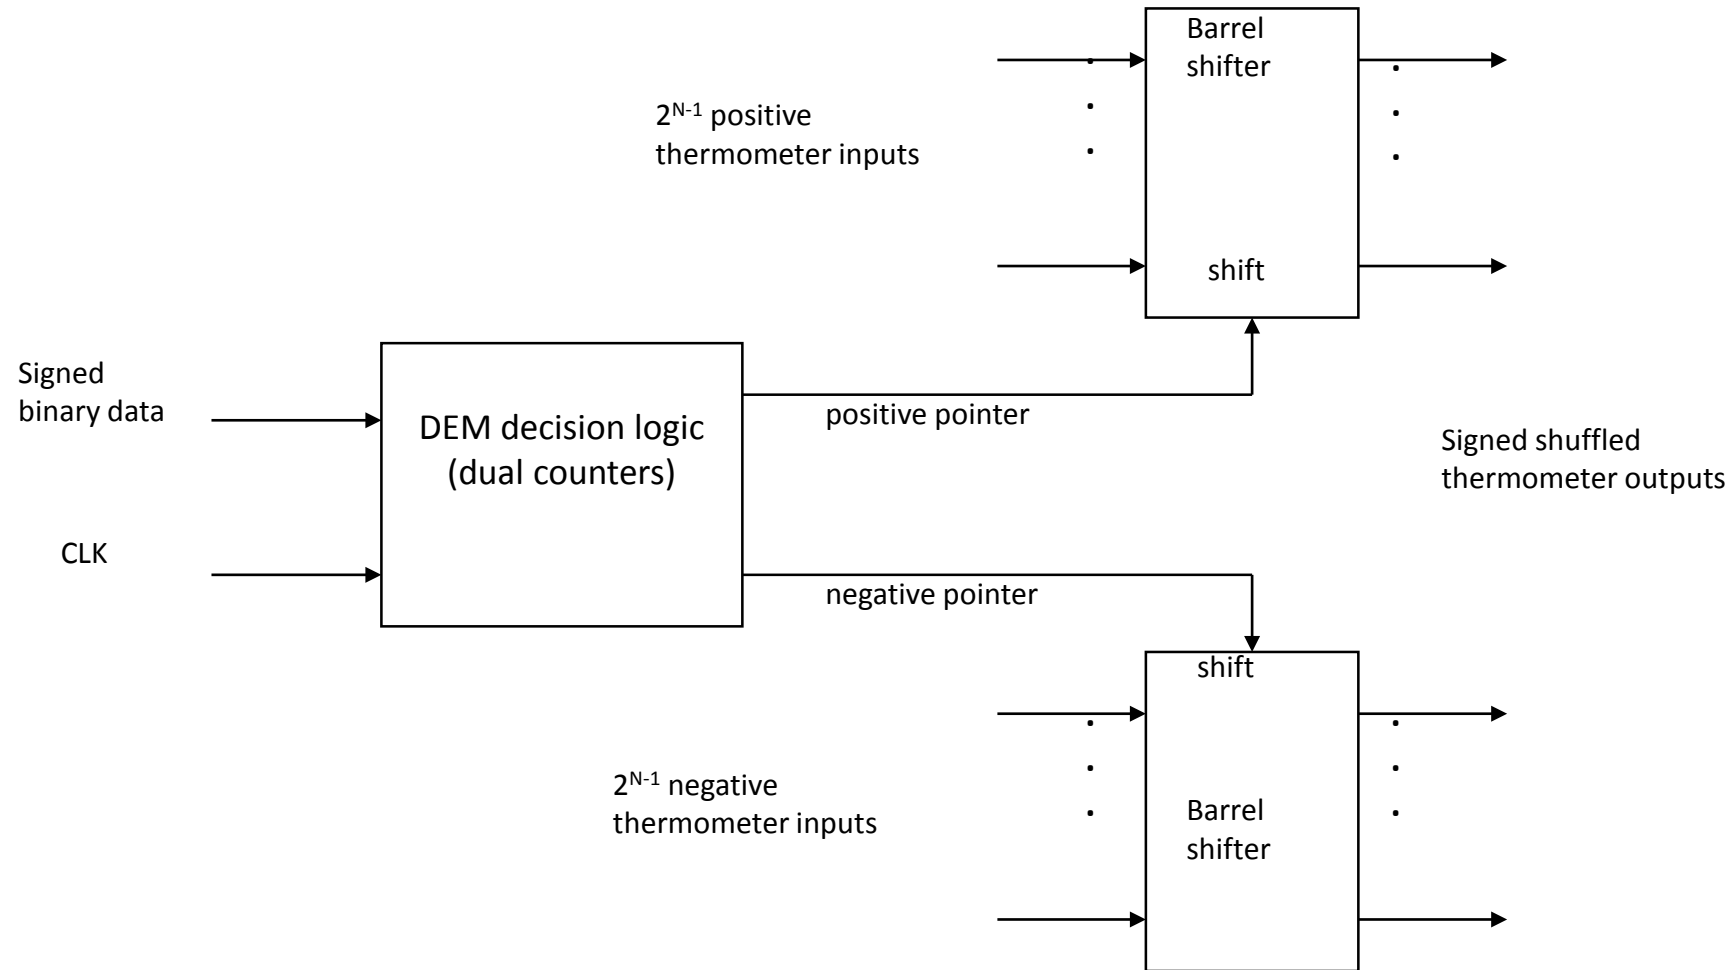 Barrel
shifter
2^N-1 positive
thermometer inputs
shift
Signed
binary data
DEM decision logic
(dual counters)
positive pointer
Signed shuffled
thermometer outputs
CLK
negative pointer
shift
2^N-1 negative
thermometer inputs
Barrel
shifter